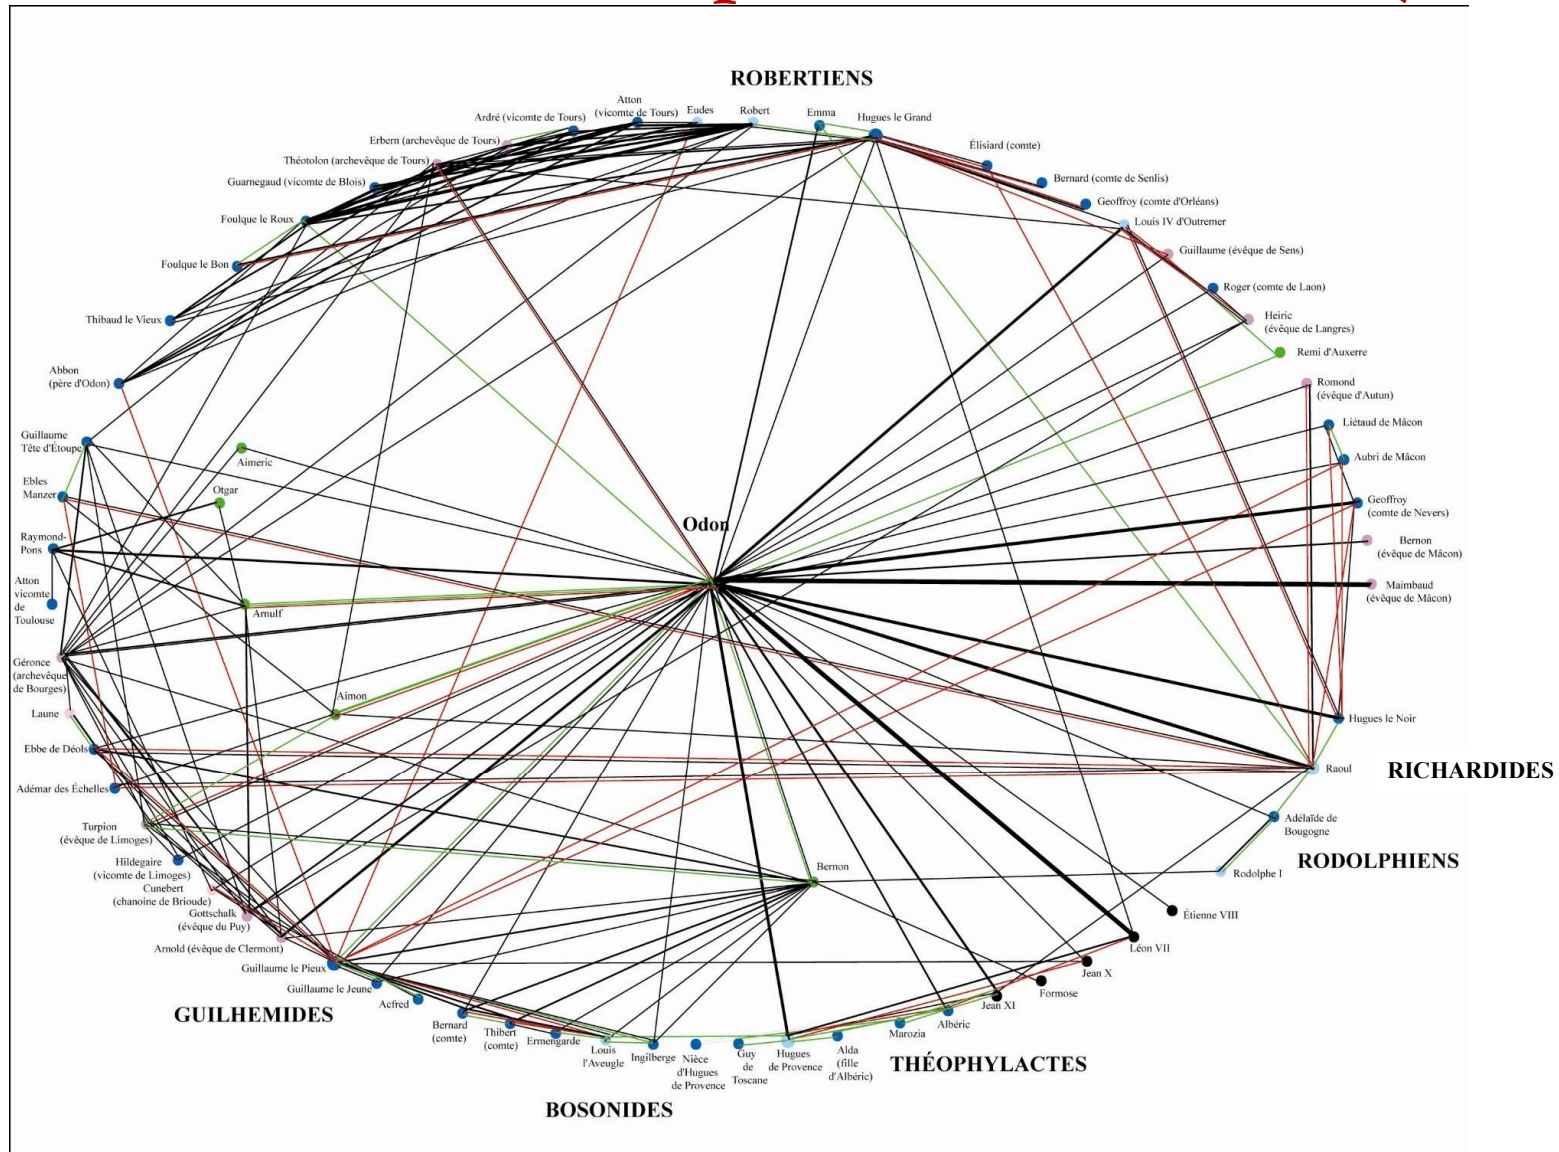 ROBERTIENS
Atton
(vicomte de Tours)
Eudes
Robert
Emma
Hugues le Grand
Ardré (vicomte de Tours)
Erbern (archevêque de Tours)
Théotolon (archevêque de Tours)
Guarnegaud (vicomte de Blois)
Foulque le Roux
Foulque le Bon
Thibaud le Vieux
Abbon
(père d'Odon)
Élisiard (comte)
Bernard (comte de Senlis)
Geoffroy (comte d'Orléans)
Louis IV d'Outremer
Guillaume (évêque de Sens)
Roger (comte de Laon)
Heiric
(évêque de Langres)
Remi d'Auxerre
Romond
(évêque d'Autun)
Liétaud de Mâcon
Aubri de Mâcon
Geoffroy
(comte de Nevers)
Bernon
(évêque de Mâcon)
Maimbaud
(évêque de Mâcon)
Guillaume
Tête d'Étoupe
Aimeric
Ebles
Manzer
Otgar
Odon
Raymond-
Pons
Atton
vicomte
de
Toulouse
Arnulf
Géronce
(archevêque
de Bourges)
Laune
Aimon
Ebbe de Déols
Adémar des Échelles
Hugues le Noir
Raoul
RICHARDIDES
Adélaïde de
Bougogne
RODOLPHIENS
Rodolphe I
Turpion
(évêque de Limoges)
Hildegaire
(vicomte de Limoges)
Cunebert
(chanoine de Brioude)
Gottschalk
(évêque du Puy)
Arnold (évêque de Clermont)
Guillaume le Pieux
Guillaume le Jeune
Acfred
GUILHEMIDES
Bernon
Étienne VIII
Léon VII
Jean X
Formose
Jean XI
Albéric
Marozia
THÉOPHYLACTES
Bernard
(comte)
Thibert
(comte)
Ermengarde
Louis
l'Aveugle
Ingilberge
Nièce
d'Hugues
de Provence
Guy
de
Toscane
Hugues
de Provence
Alda
(fille
d'Albéric)
BOSONIDES